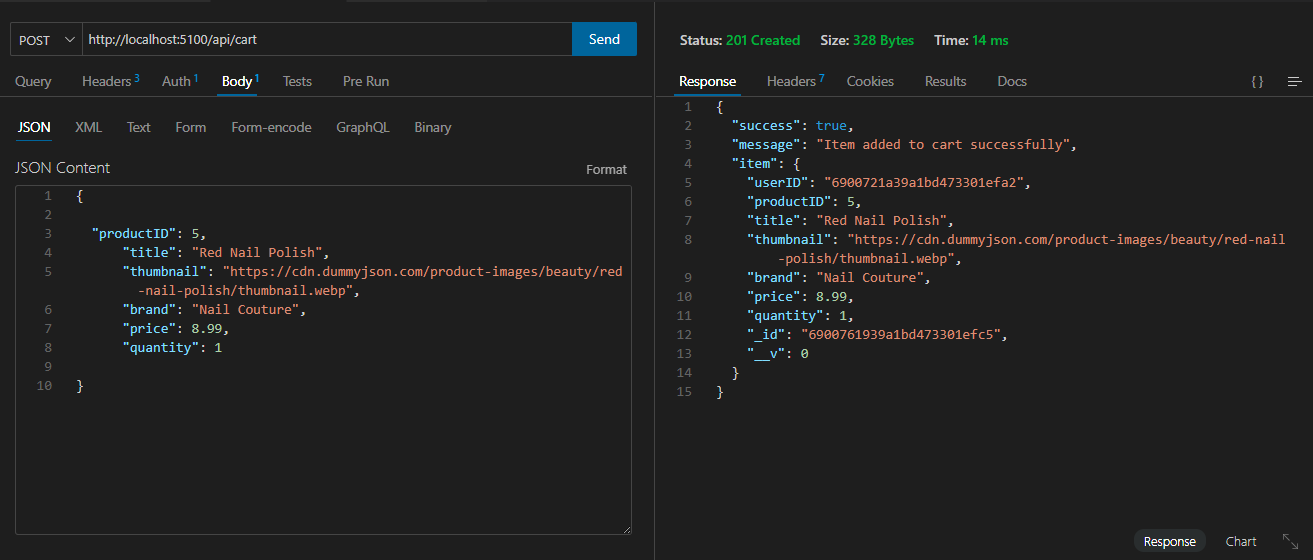 POST http://localhost:5100/api/cart Send
Query Headers 3 Auth 1 Body 1 Tests Pre Run
JSON XML Text Form Form-encode GraphQL Binary
JSON Content Format
1 {
2
3 "productID": 5,
4 "title": "Red Nail Polish",
5 "thumbnail": "https://cdn.dummyjson.com/product-images/beauty/red
-nail-polish/thumbnail.webp",
6 "brand": "Nail Couture",
7 "price": 8.99,
8 "quantity": 1
9
10 }
Status: 201 Created Size: 328 Bytes Time: 14 ms
Response Headers 7 Cookies Results Docs { }
1 {
2 "success": true,
3 "message": "Item added to cart successfully",
4 "item": {
5 "userID": "6900721a39a1bd473301efa2",
6 "productID": 5,
7 "title": "Red Nail Polish",
8 "thumbnail": "https://cdn.dummyjson.com/product-images/beauty/red-nail
-polish/thumbnail.webp",
9 "brand": "Nail Couture",
10 "price": 8.99,
11 "quantity": 1,
12 "_id": "6900761939a1bd473301efc5",
13 "__v": 0
14 }
15 }
Response Chart